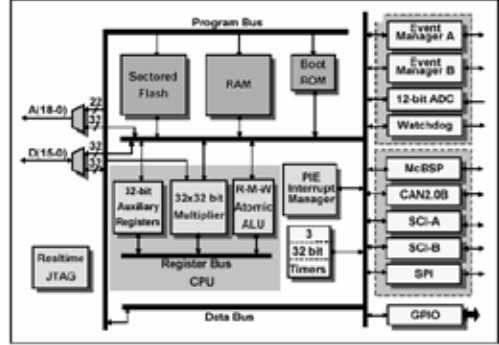 Program Bus
Sectored
Flash
RAM
Boot
ROM
Event
Manager A
Event
Manager B
12-bit ADC
Watchdog
A(18-0)
22
32
D(15-0)
32
32
32-bit
Auxiliary
Registers
32x32 bit
Multiplier
R-M-W
Atomic
ALU
PIE
Interrupt
Manager
McBSP
CAN2.0B
SCI-A
SCI-B
SPI
3
32 bit
Timers
Register Bus
CPU
Realtime
JTAG
Data Bus
GPIO